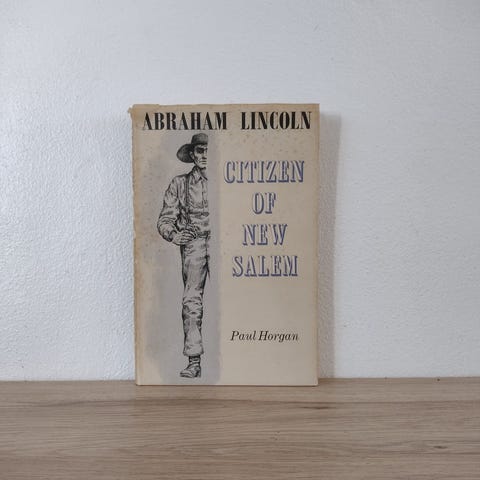 ABRAHAM LINCOLN
CITIZEN
OF
NEW
SALEM
Paul Horgan